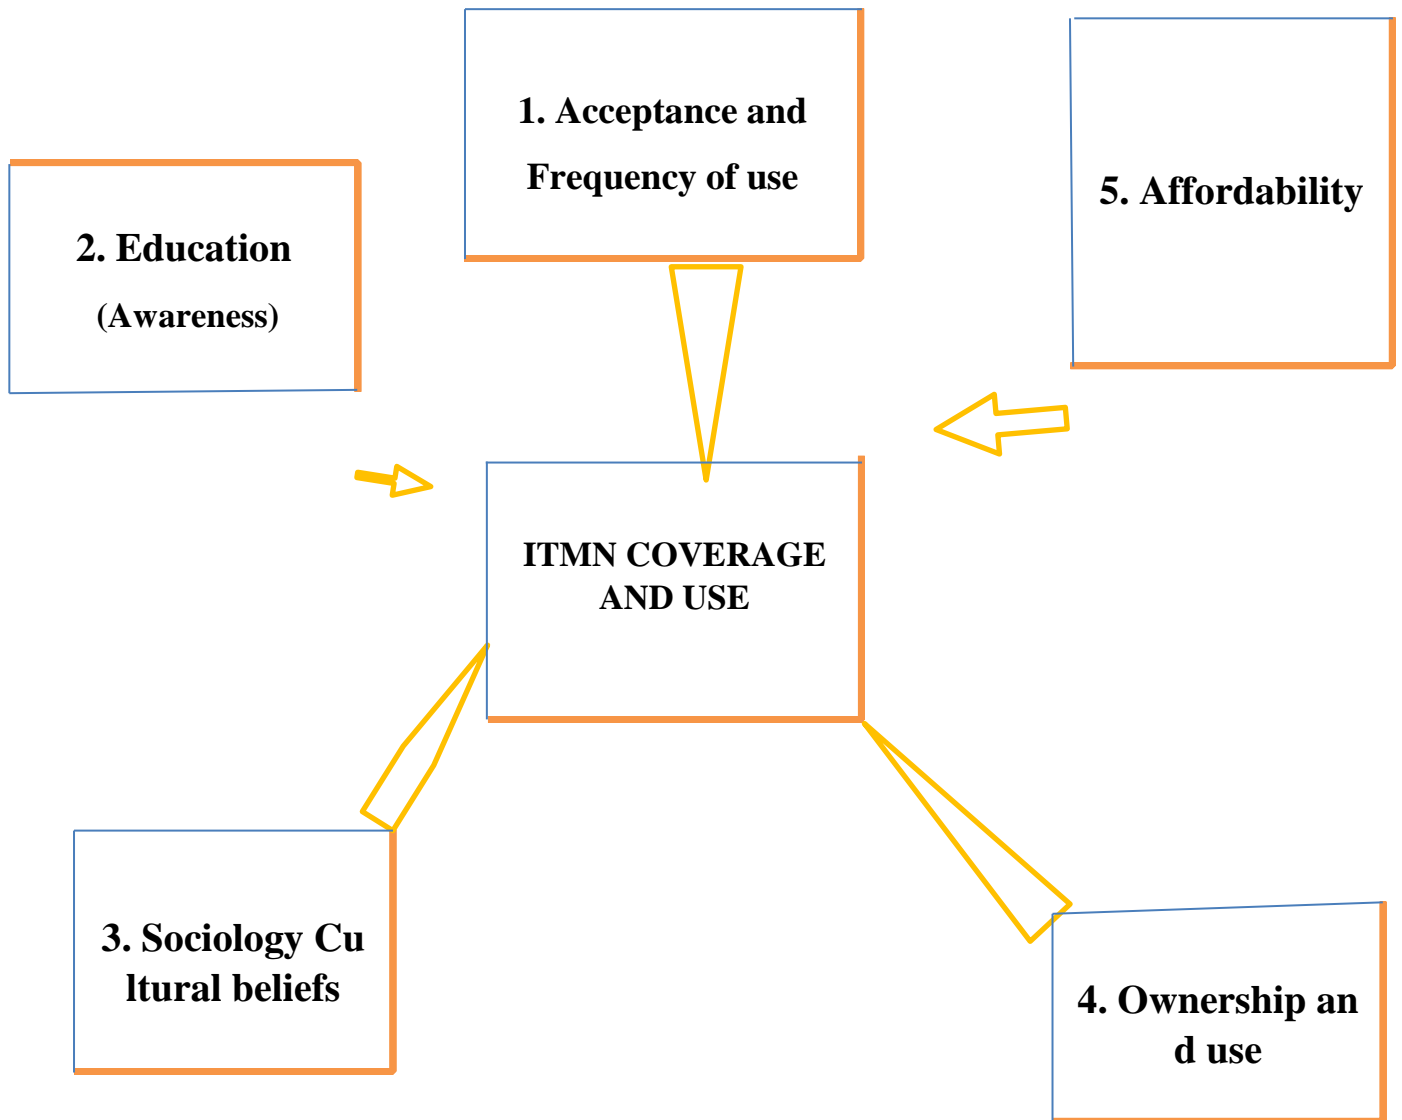 1. Acceptance and
Frequency of use
2. Education
(Awareness)
5. Affordability
ITMN COVERAGE
AND USE
3. Sociology Cu
ltural beliefs
4. Ownership an
d use